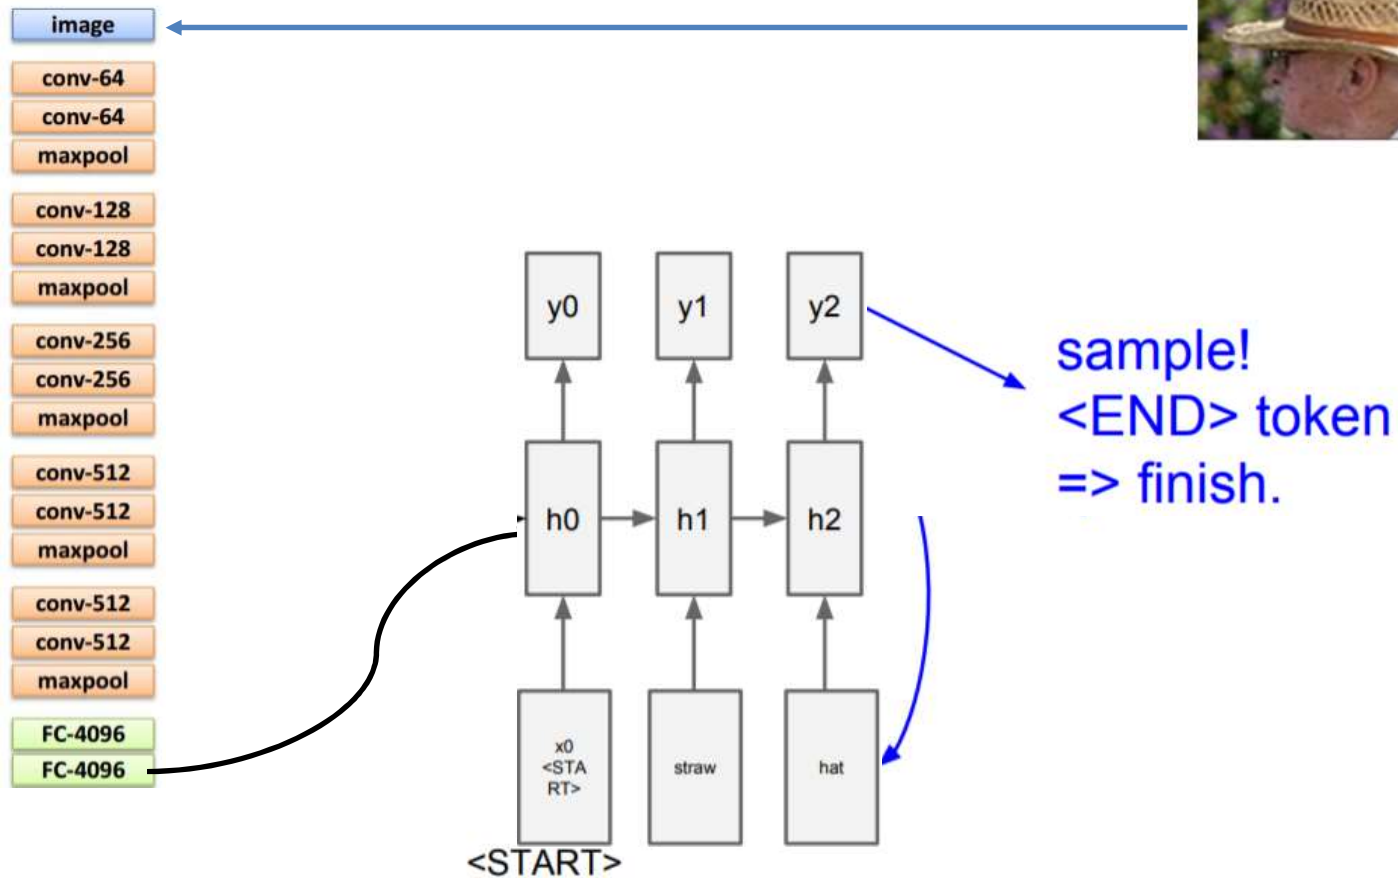 image
conv-64
conv-64
maxpool
conv-128
conv-128
maxpool
conv-256
conv-256
maxpool
conv-512
conv-512
maxpool
conv-512
conv-512
maxpool
FC-4096
FC-4096
y0
y1
y2
h0
h1
h2
x0
<STA
RT>
straw
hat
<START>
sample!
<END> token
=> finish.